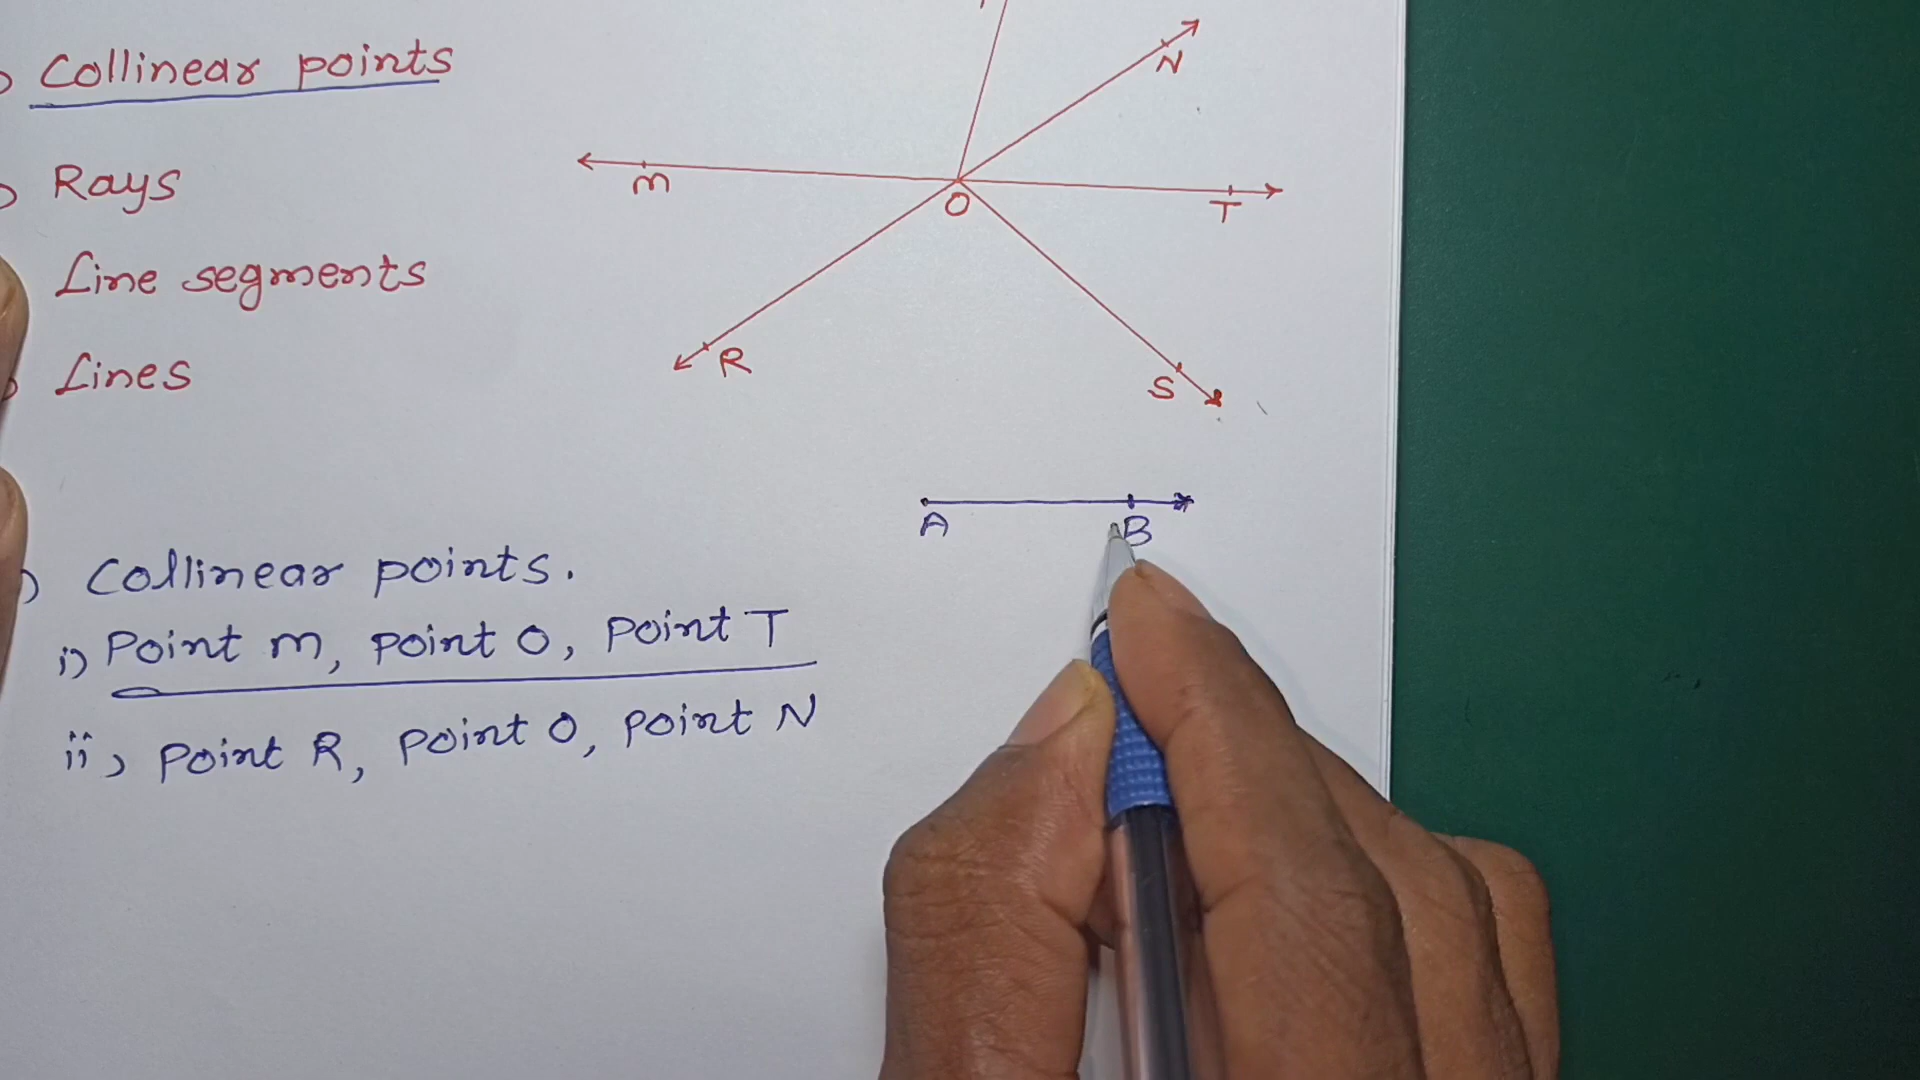 Collinear points
Rays
Line segments
Lines
N
M
O
T
R
S
A
B
Collinear points.
i) Point M, Point O, Point T
ii) Point R, Point O, Point N